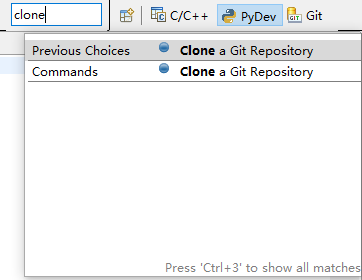 clone
C/C++
PyDev
Git
Previous Choices Clone a Git Repository
Commands Clone a Git Repository
Press 'Ctrl+3' to show all matches